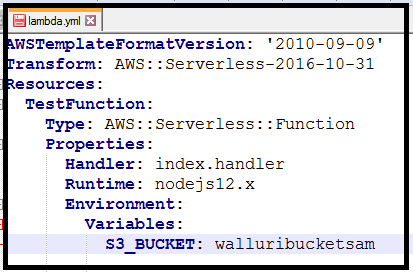 lambda.yml
AWSTemplateFormatVersion: '2010-09-09'
Transform: AWS::Serverless-2016-10-31
Resources:
  TestFunction:
    Type: AWS::Serverless::Function
    Properties:
      Handler: index.handler
      Runtime: nodejs12.x
      Environment:
        Variables:
          S3_BUCKET: walluribucketsam